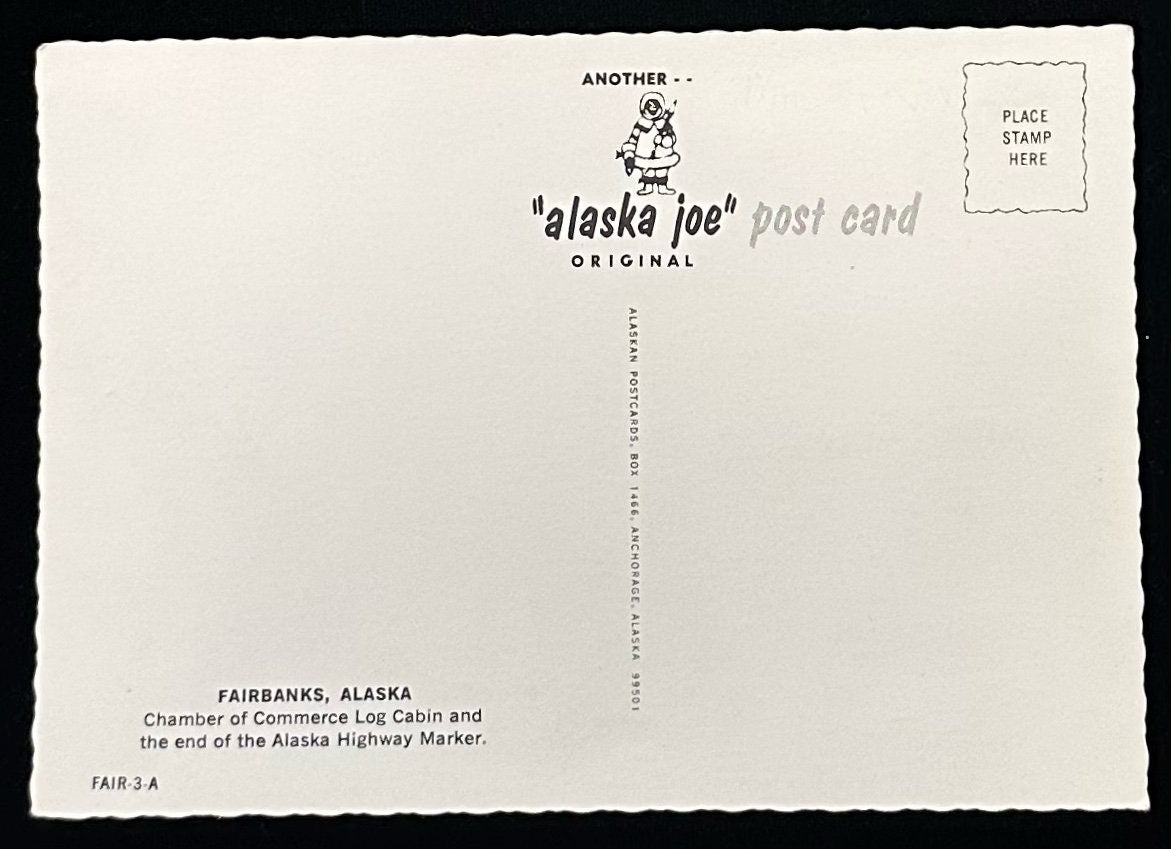 ANOTHER - -
"alaska joe" post card
ORIGINAL
PLACE
STAMP
HERE
ALASKAN POSTCARDS, BOX 1466, ANCHORAGE, ALASKA 99501
FAIRBANKS, ALASKA
Chamber of Commerce Log Cabin and
the end of the Alaska Highway Marker.
FAIR-3-A